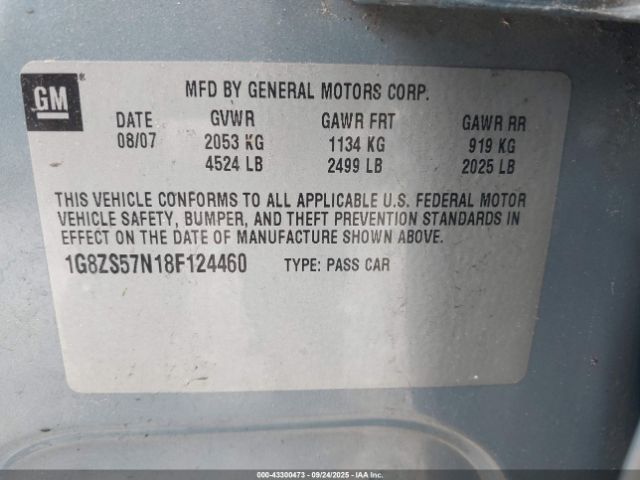 GM
MFD BY GENERAL MOTORS CORP.
DATE GVWR GAWR FRT GAWR RR
08/07 2053 KG 1134 KG 919 KG
4524 LB 2499 LB 2025 LB
THIS VEHICLE CONFORMS TO ALL APPLICABLE U.S. FEDERAL MOTOR
VEHICLE SAFETY, BUMPER, AND THEFT PREVENTION STANDARDS IN
EFFECT ON THE DATE OF MANUFACTURE SHOWN ABOVE.
1G8ZS57N18F124460 TYPE: PASS CAR
000-43300473 - 09/24/2025 - IAA, Inc.